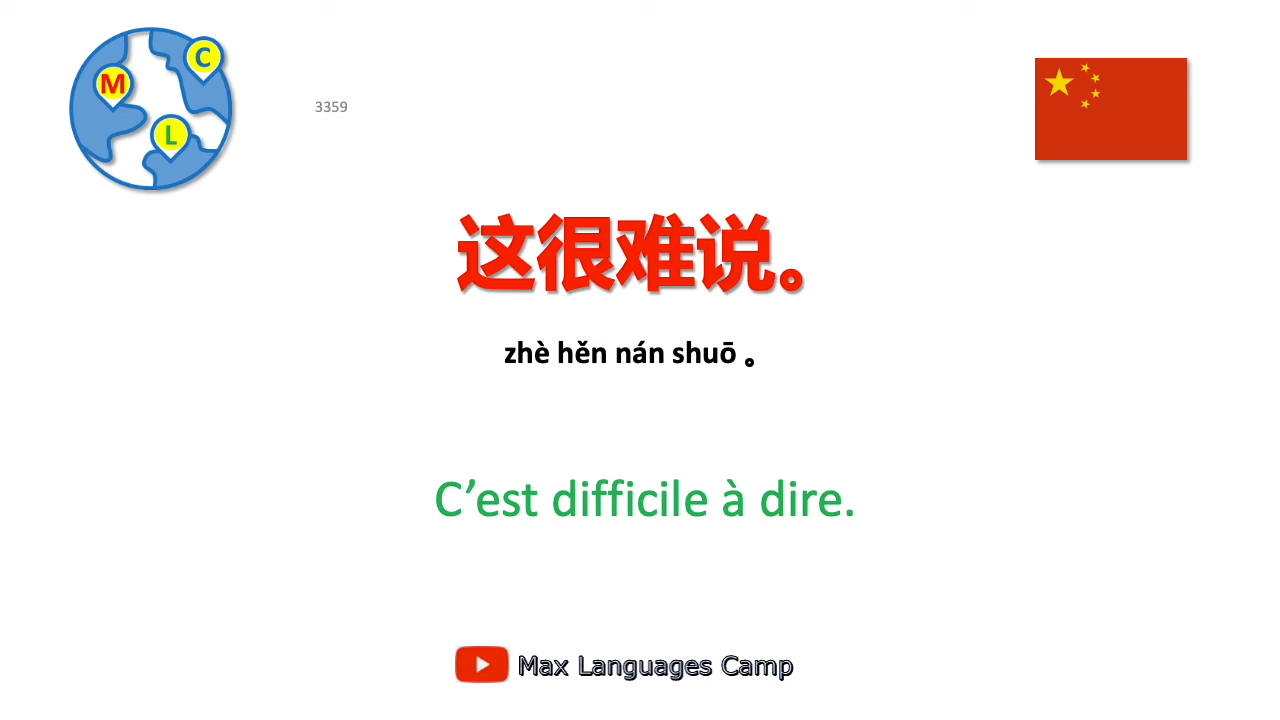 M
C
L
3359
这很难说。
zhè hěn nán shuō 。
C’est difficile à dire.
Max Languages Camp